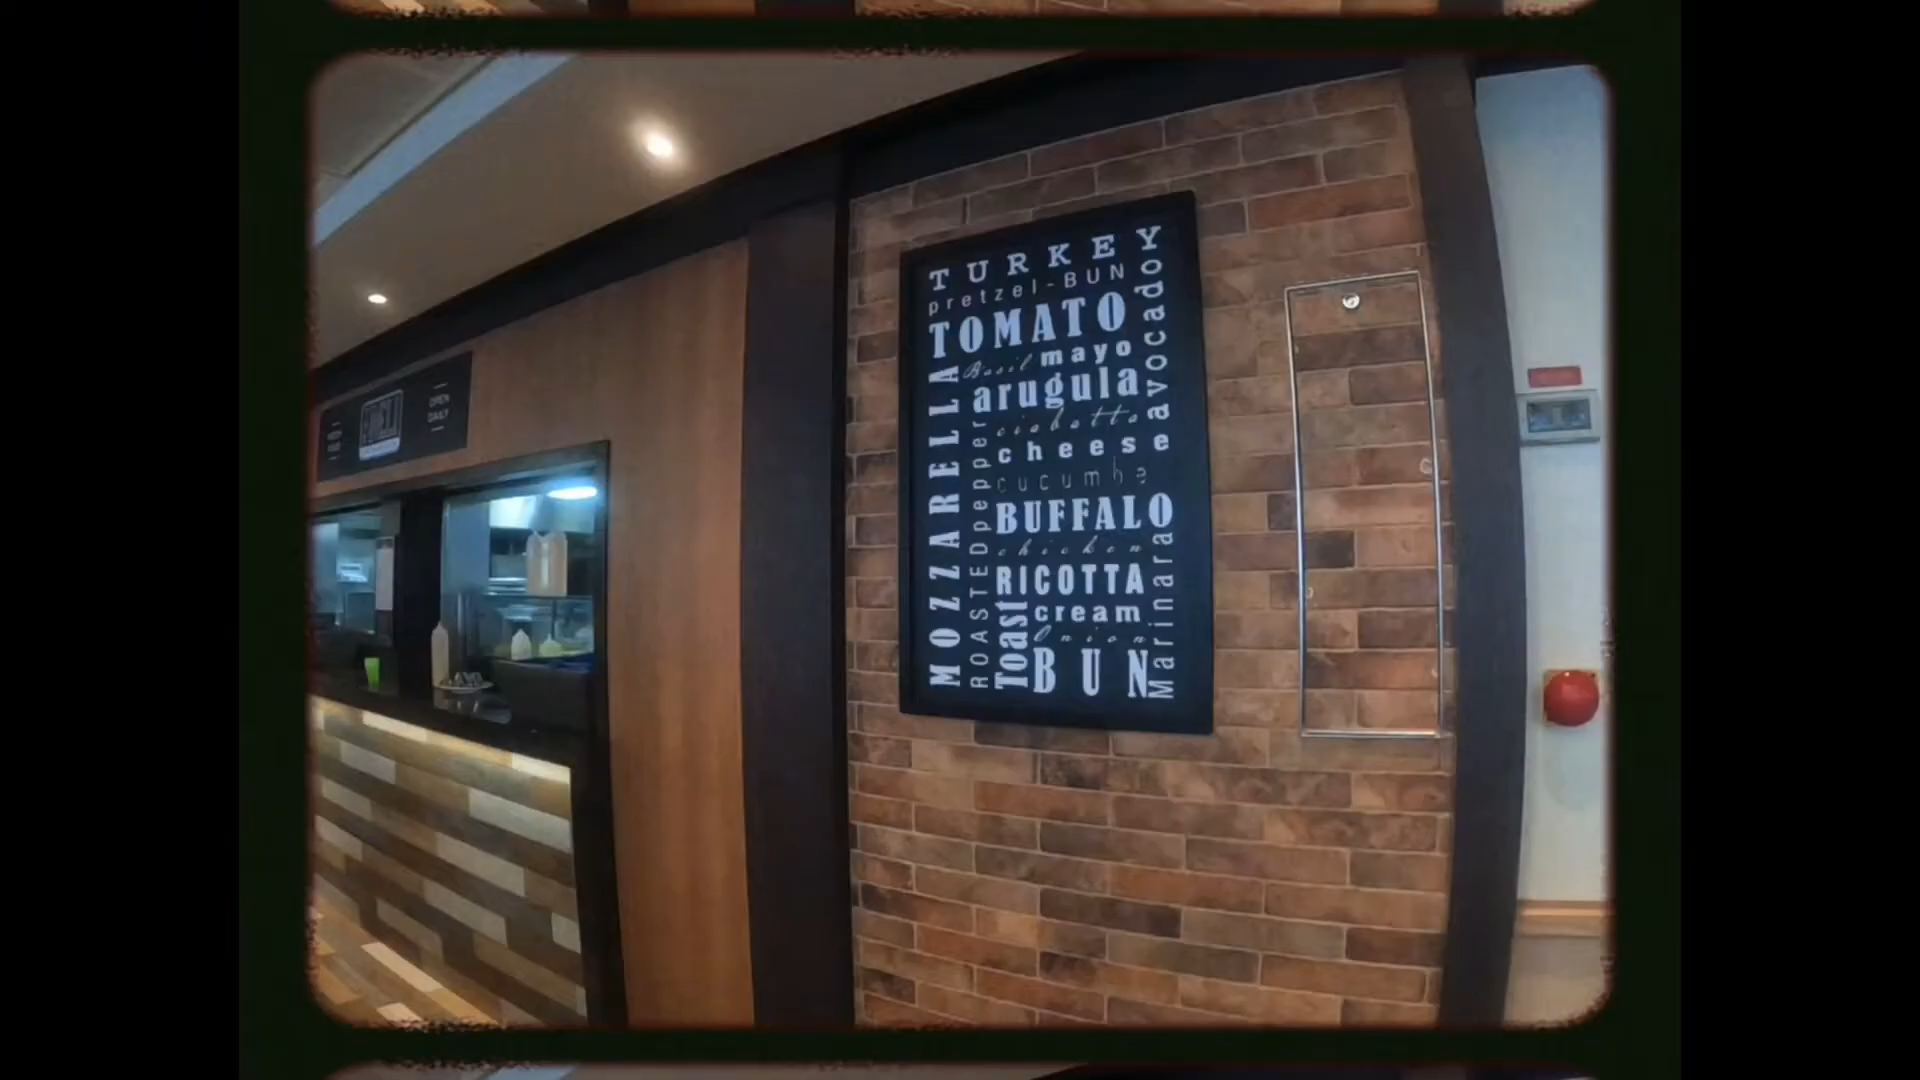 TURKEY
pretzel-BUN
avocado
TOMATO
Basil mayo
MOZZARELLA
arugula
ROASTED pepper
ciabatta
cheese
BUFFALO
chicken
RICOTTA
Marinara
Toast
cream
Onion
BUN
OPEN
DAILY